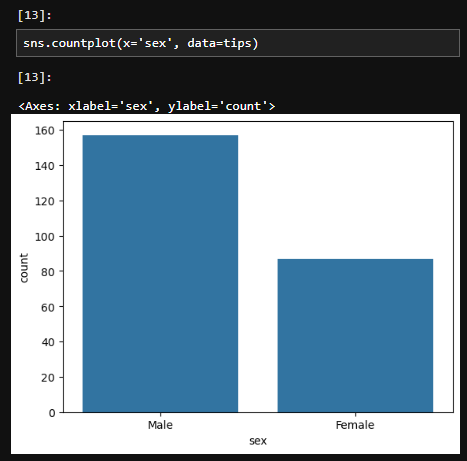 [13]:
sns.countplot(x='sex', data=tips)
[13]:
<Axes: xlabel='sex', ylabel='count'>
160
140
120
100
80
60
40
20
0
count
Male Female
sex